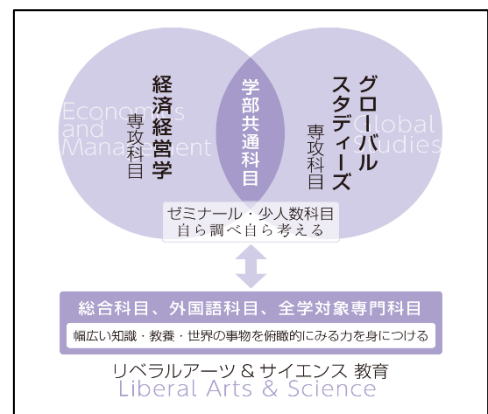 Economics
and
Management
経済経営学
専攻科目
学部共通科目
グローバル
スタディーズ
専攻科目
Global
Studies
ゼミナール・少人数科目
自ら調べ自ら考える
総合科目、外国語科目、全学対象専門科目
幅広い知識・教養・世界の事物を俯瞰的にみる力を身につける
リベラルアーツ & サイエンス 教育
Liberal Arts & Science